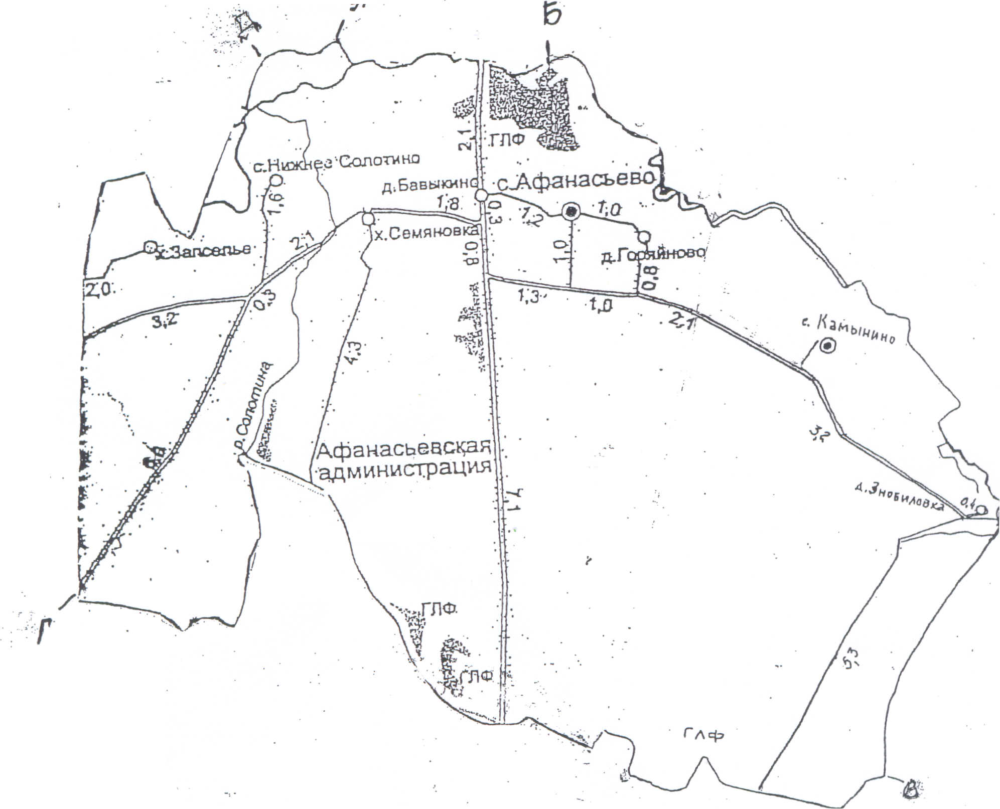 Б
с.Нижнее Солотино
2,1
ГЛФ
д.Бавыкино
с.Афанасьево
1,6
1,8
0,3
1,2
1,0
х.Семяновка
2,1
х.Запселье
0,8
1,0
д.Горяйново
0,8
2,0
0,3
1,3
1,0
3,2
2,1
с. Камынино
4,3
р.Солотина
3,2
Афанасьевская
администрация
д.Знобиловка
0,4
7,1
ГЛФ
Г
5,3
ГЛФ
ГЛФ
В